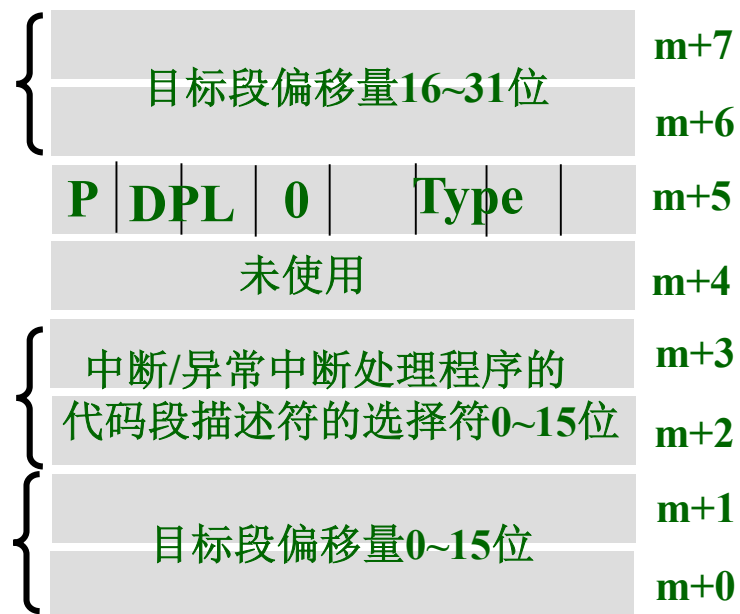 m+7
目标段偏移量16~31位
m+6
P DPL 0 Type m+5
未使用 m+4
中断/异常中断处理程序的 m+3
代码段描述符的选择符0~15位 m+2
m+1
目标段偏移量0~15位
m+0